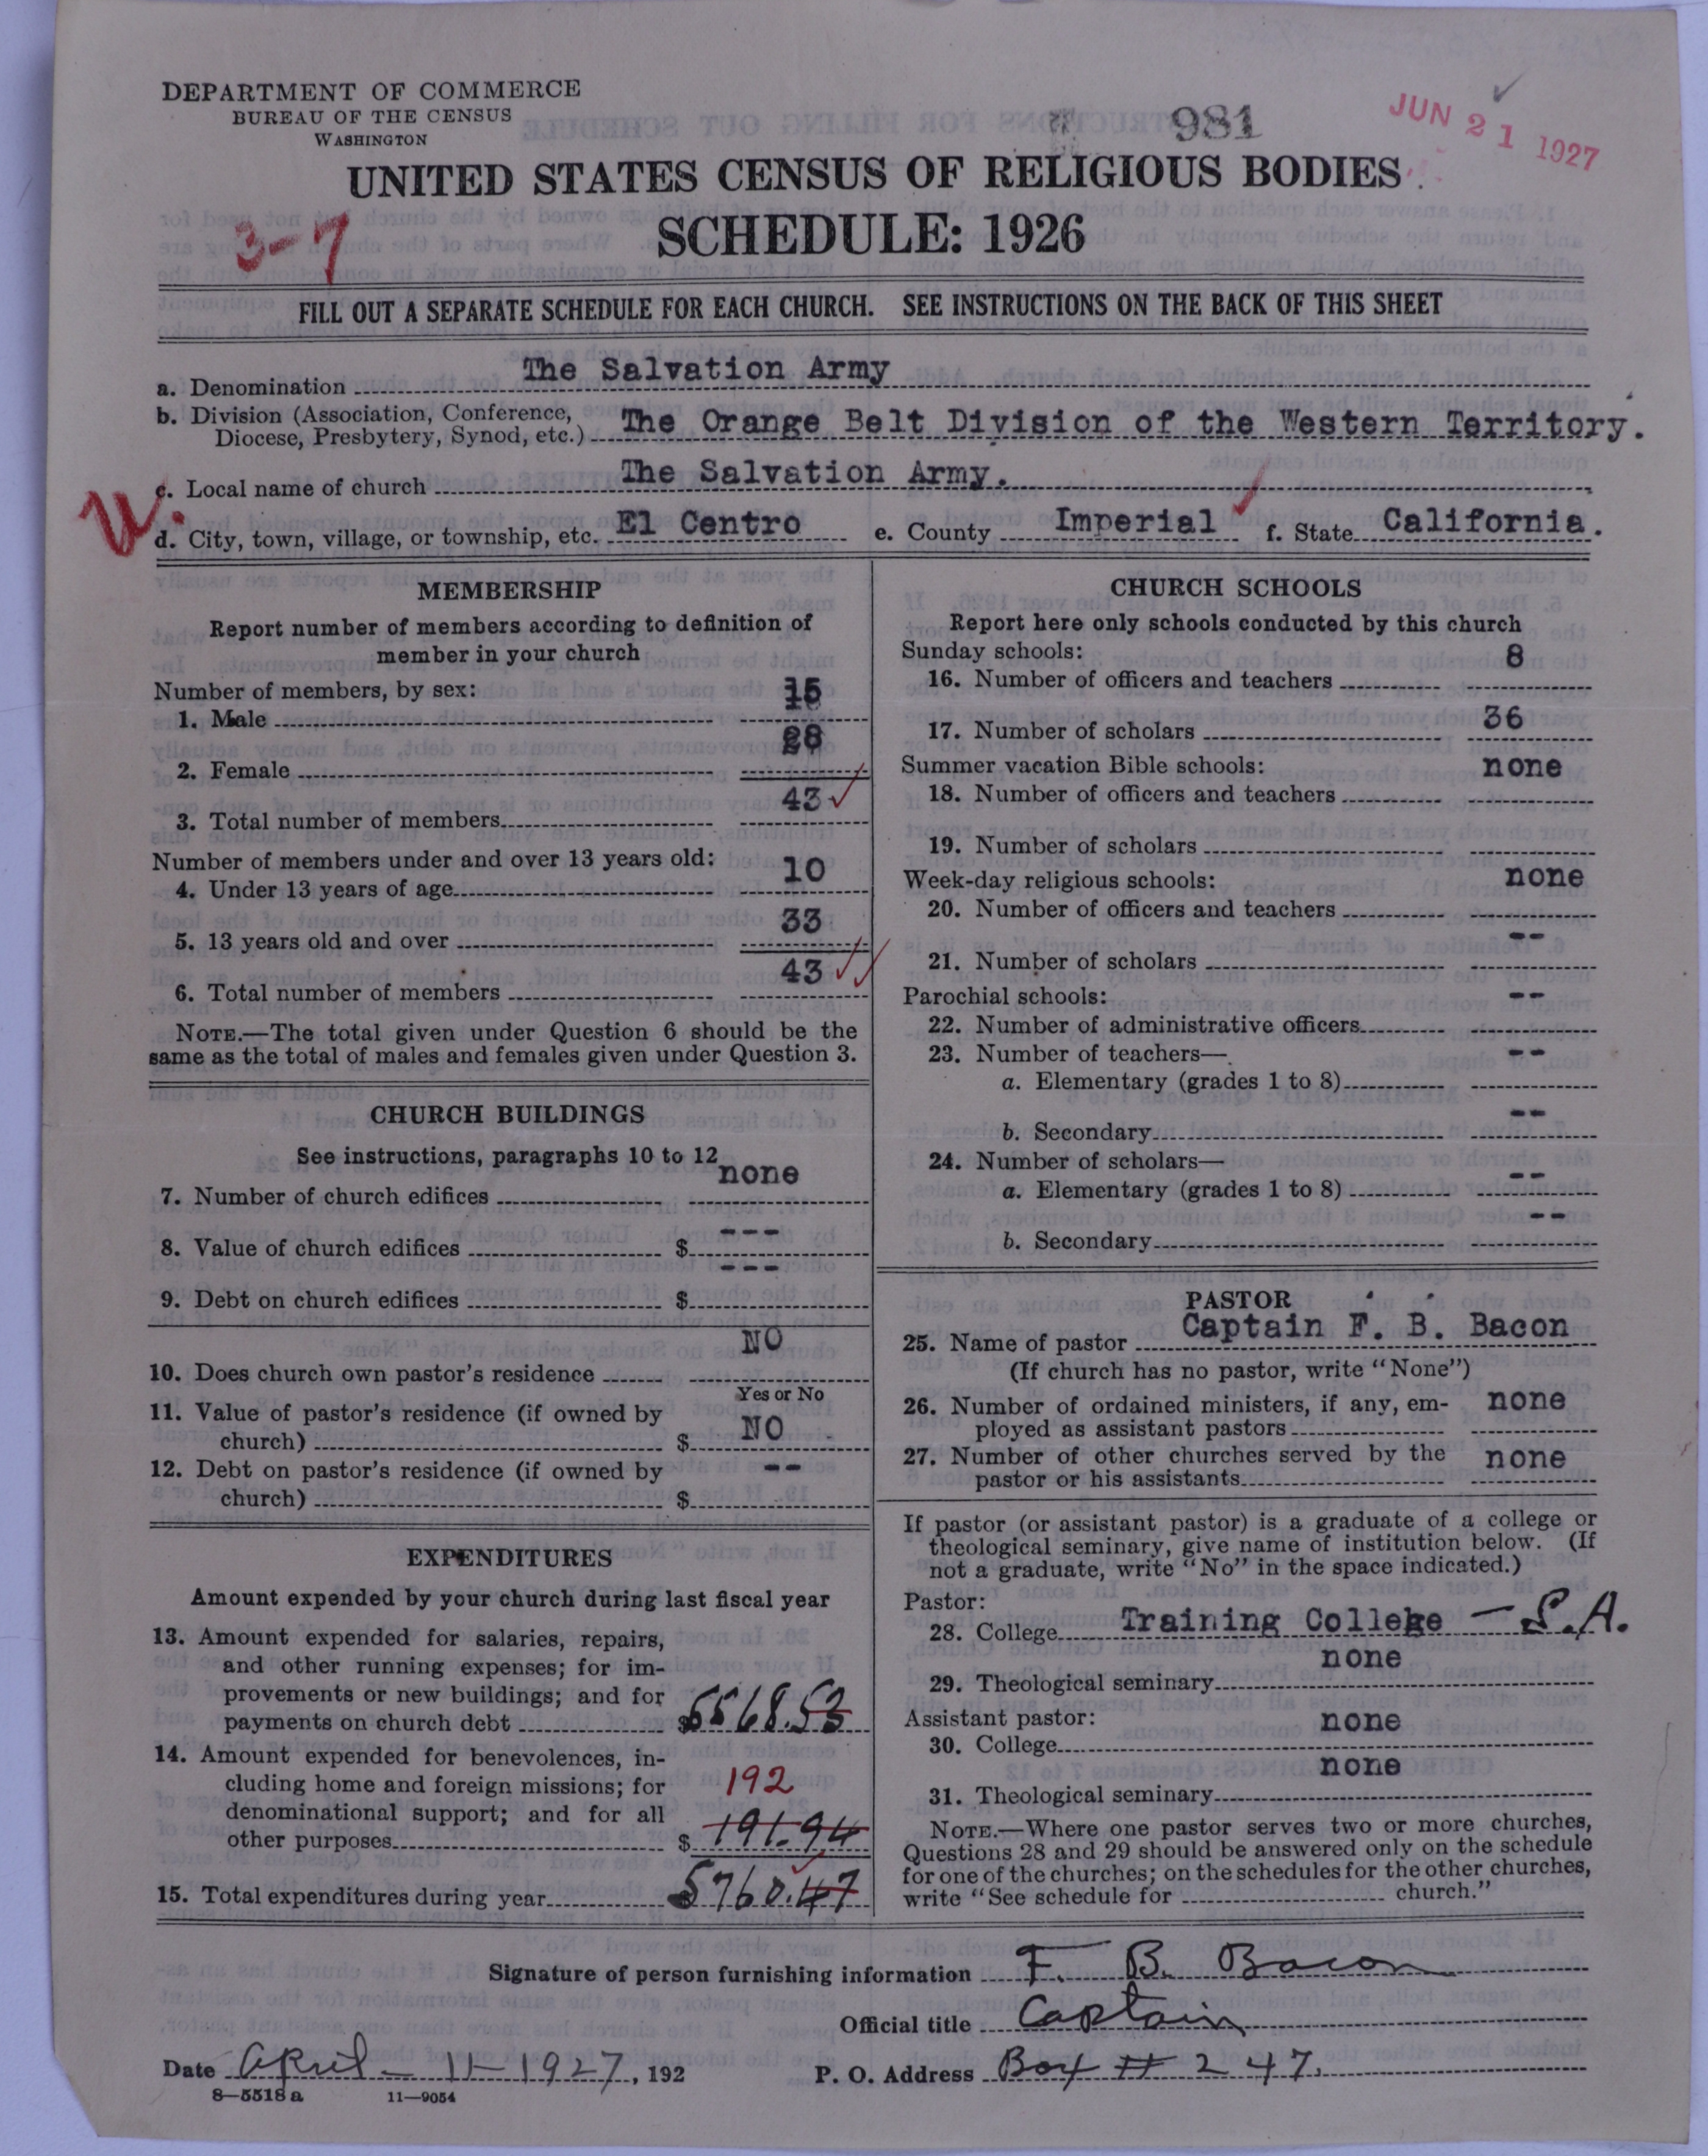 DEPARTMENT OF COMMERCE
BUREAU OF THE CENSUS
WASHINGTON
981
JUN 21 1927
UNITED STATES CENSUS OF RELIGIOUS BODIES
SCHEDULE: 1926
3-7
FILL OUT A SEPARATE SCHEDULE FOR EACH CHURCH. SEE INSTRUCTIONS ON THE BACK OF THIS SHEET
a. Denomination The Salvation Army
b. Division (Association, Conference, Diocese, Presbytery, Synod, etc.) The Orange Belt Division of the Western Territory.
c. Local name of church The Salvation Army.
d. City, town, village, or township, etc. El Centro e. County Imperial f. State California.
MEMBERSHIP
Report number of members according to definition of
member in your church
Number of members, by sex:
1. Male 15
2. Female 28
3. Total number of members 43
Number of members under and over 13 years old:
4. Under 13 years of age 10
5. 13 years old and over 33
6. Total number of members 43
NOTE.—The total given under Question 6 should be the
same as the total of males and females given under Question 3.
CHURCH BUILDINGS
See instructions, paragraphs 10 to 12
7. Number of church edifices none
8. Value of church edifices $ ---
9. Debt on church edifices $ ---
10. Does church own pastor's residence NO
Yes or No
11. Value of pastor's residence (if owned by
church) $ NO
12. Debt on pastor's residence (if owned by
church) $ --
EXPENDITURES
Amount expended by your church during last fiscal year
13. Amount expended for salaries, repairs,
and other running expenses; for im-
provements or new buildings; and for
payments on church debt $5568.53
14. Amount expended for benevolences, in-
cluding home and foreign missions; for 192
denominational support; and for all
other purposes $ 191.94
15. Total expenditures during year 5760.47
CHURCH SCHOOLS
Report here only schools conducted by this church
Sunday schools:
16. Number of officers and teachers 8
17. Number of scholars 36
Summer vacation Bible schools:
18. Number of officers and teachers none
19. Number of scholars
Week-day religious schools:
20. Number of officers and teachers none
21. Number of scholars --
Parochial schools:
22. Number of administrative officers --
23. Number of teachers—
a. Elementary (grades 1 to 8) --
b. Secondary --
24. Number of scholars—
a. Elementary (grades 1 to 8) --
b. Secondary --
PASTOR
25. Name of pastor Captain F. B. Bacon
(If church has no pastor, write "None")
26. Number of ordained ministers, if any, em-
ployed as assistant pastors none
27. Number of other churches served by the
pastor or his assistants none
If pastor (or assistant pastor) is a graduate of a college or
theological seminary, give name of institution below. (If
not a graduate, write "No" in the space indicated.)
Pastor:
28. College Training College — S.A.
29. Theological seminary none
Assistant pastor:
30. College none
31. Theological seminary none
NOTE.—Where one pastor serves two or more churches,
Questions 28 and 29 should be answered only on the schedule
for one of the churches; on the schedules for the other churches,
write "See schedule for church."
Signature of person furnishing information F. B. Bacon
Official title Captain
Date April - 11-1927, 192 P. O. Address Box # 247.
8-5518a 11-9054